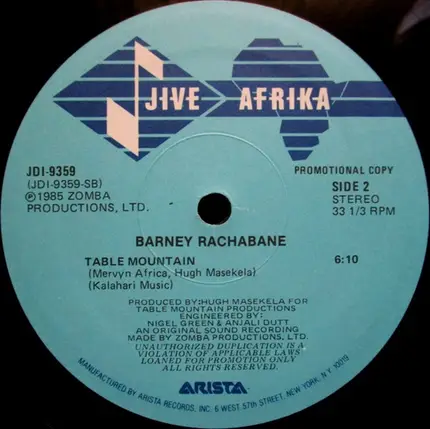 JIVE AFRIKA
JDI-9359
(JDI-9359-SB)
℗1985 ZOMBA
PRODUCTIONS, LTD.
PROMOTIONAL COPY
SIDE 2
STEREO
33 1/3 RPM
BARNEY RACHABANE
TABLE MOUNTAIN 6:10
(Mervyn Africa, Hugh Masekela)
(Kalahari Music)
PRODUCED BY:HUGH MASEKELA FOR
TABLE MOUNTAIN PRODUCTIONS
ENGINEERED BY:
NIGEL GREEN & ANJALI DUTT
AN ORIGINAL SOUND RECORDING
MADE BY ZOMBA PRODUCTIONS, LTD.
UNAUTHORIZED DUPLICATION IS A
VIOLATION OF APPLICABLE LAWS
LOANED FOR PROMOTION ONLY
ALL RIGHTS RESERVED.
ARISTA
MANUFACTURED BY ARISTA RECORDS, INC. 6 WEST 57th STREET, NEW YORK, N.Y. 10019